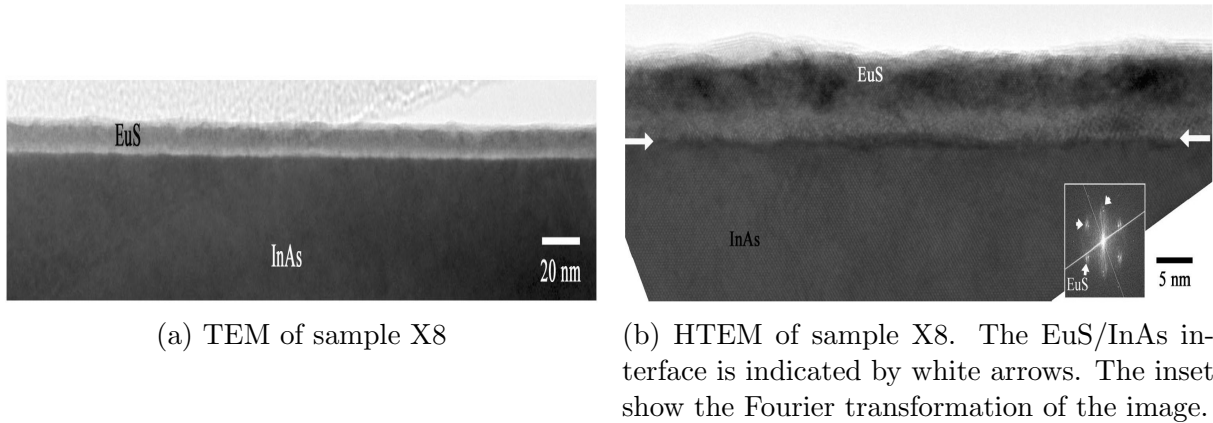 EuS
InAs
20 nm
EuS
InAs
EuS
5 nm
(a) TEM of sample X8
(b) HTEM of sample X8. The EuS/InAs in-
terface is indicated by white arrows. The inset
show the Fourier transformation of the image.